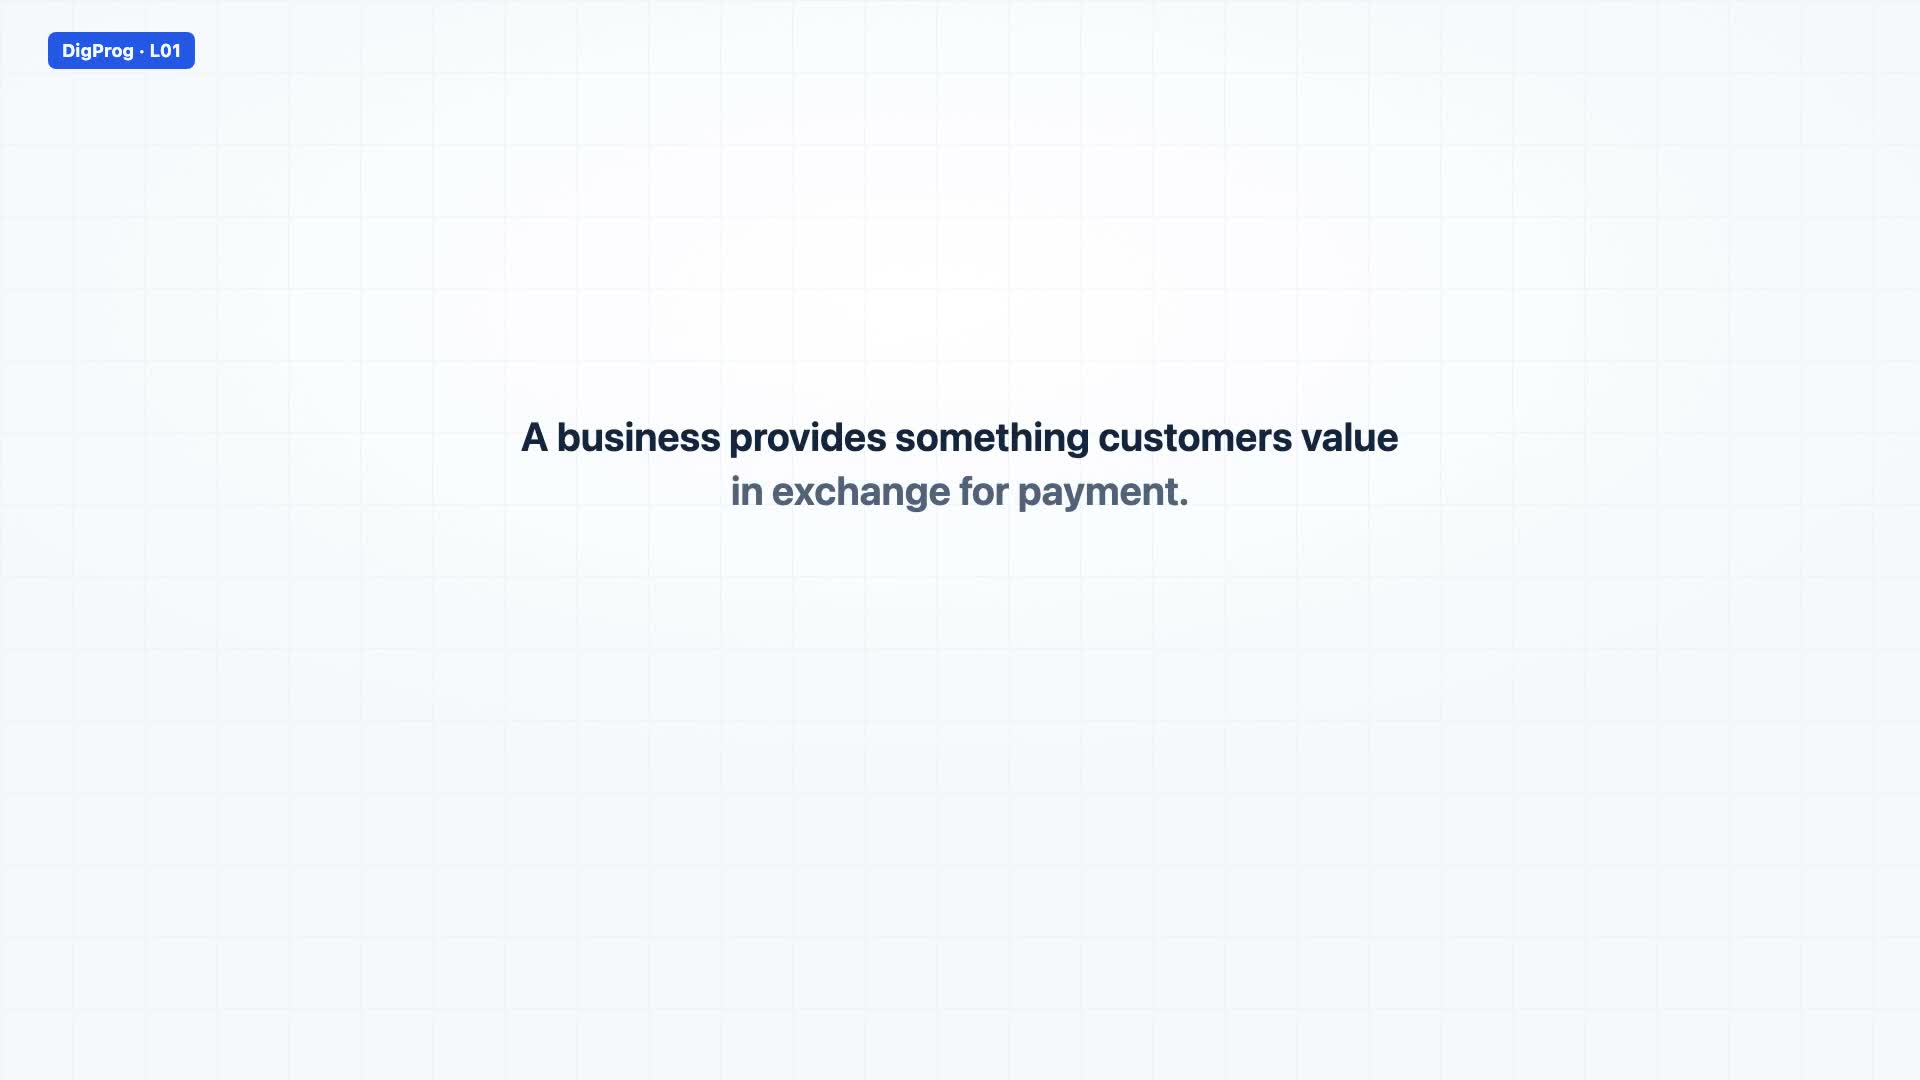 DigProg · L01
A business provides something customers value
in exchange for payment.